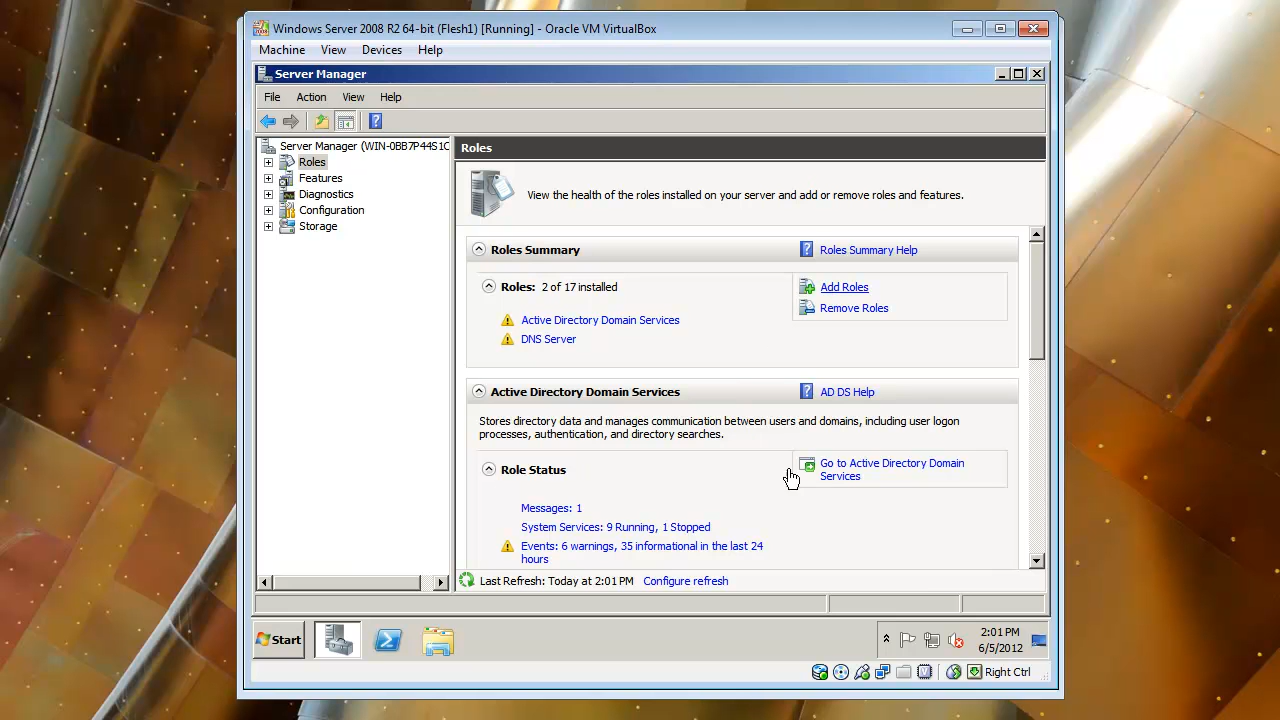 Windows Server 2008 R2 64-bit (Flesh1) [Running] - Oracle VM VirtualBox
Machine View Devices Help
Server Manager
File Action View Help
Server Manager (WIN-0BB7P44S1C
Roles
Features
Diagnostics
Configuration
Storage
Roles
View the health of the roles installed on your server and add or remove roles and features.
Roles Summary
Roles Summary Help
Roles: 2 of 17 installed
Add Roles
Remove Roles
Active Directory Domain Services
DNS Server
Active Directory Domain Services
AD DS Help
Stores directory data and manages communication between users and domains, including user logon
processes, authentication, and directory searches.
Role Status
Go to Active Directory Domain
Services
Messages: 1
System Services: 9 Running, 1 Stopped
Events: 6 warnings, 35 informational in the last 24
hours
Last Refresh: Today at 2:01 PM Configure refresh
Start
2:01 PM
6/5/2012
Right Ctrl